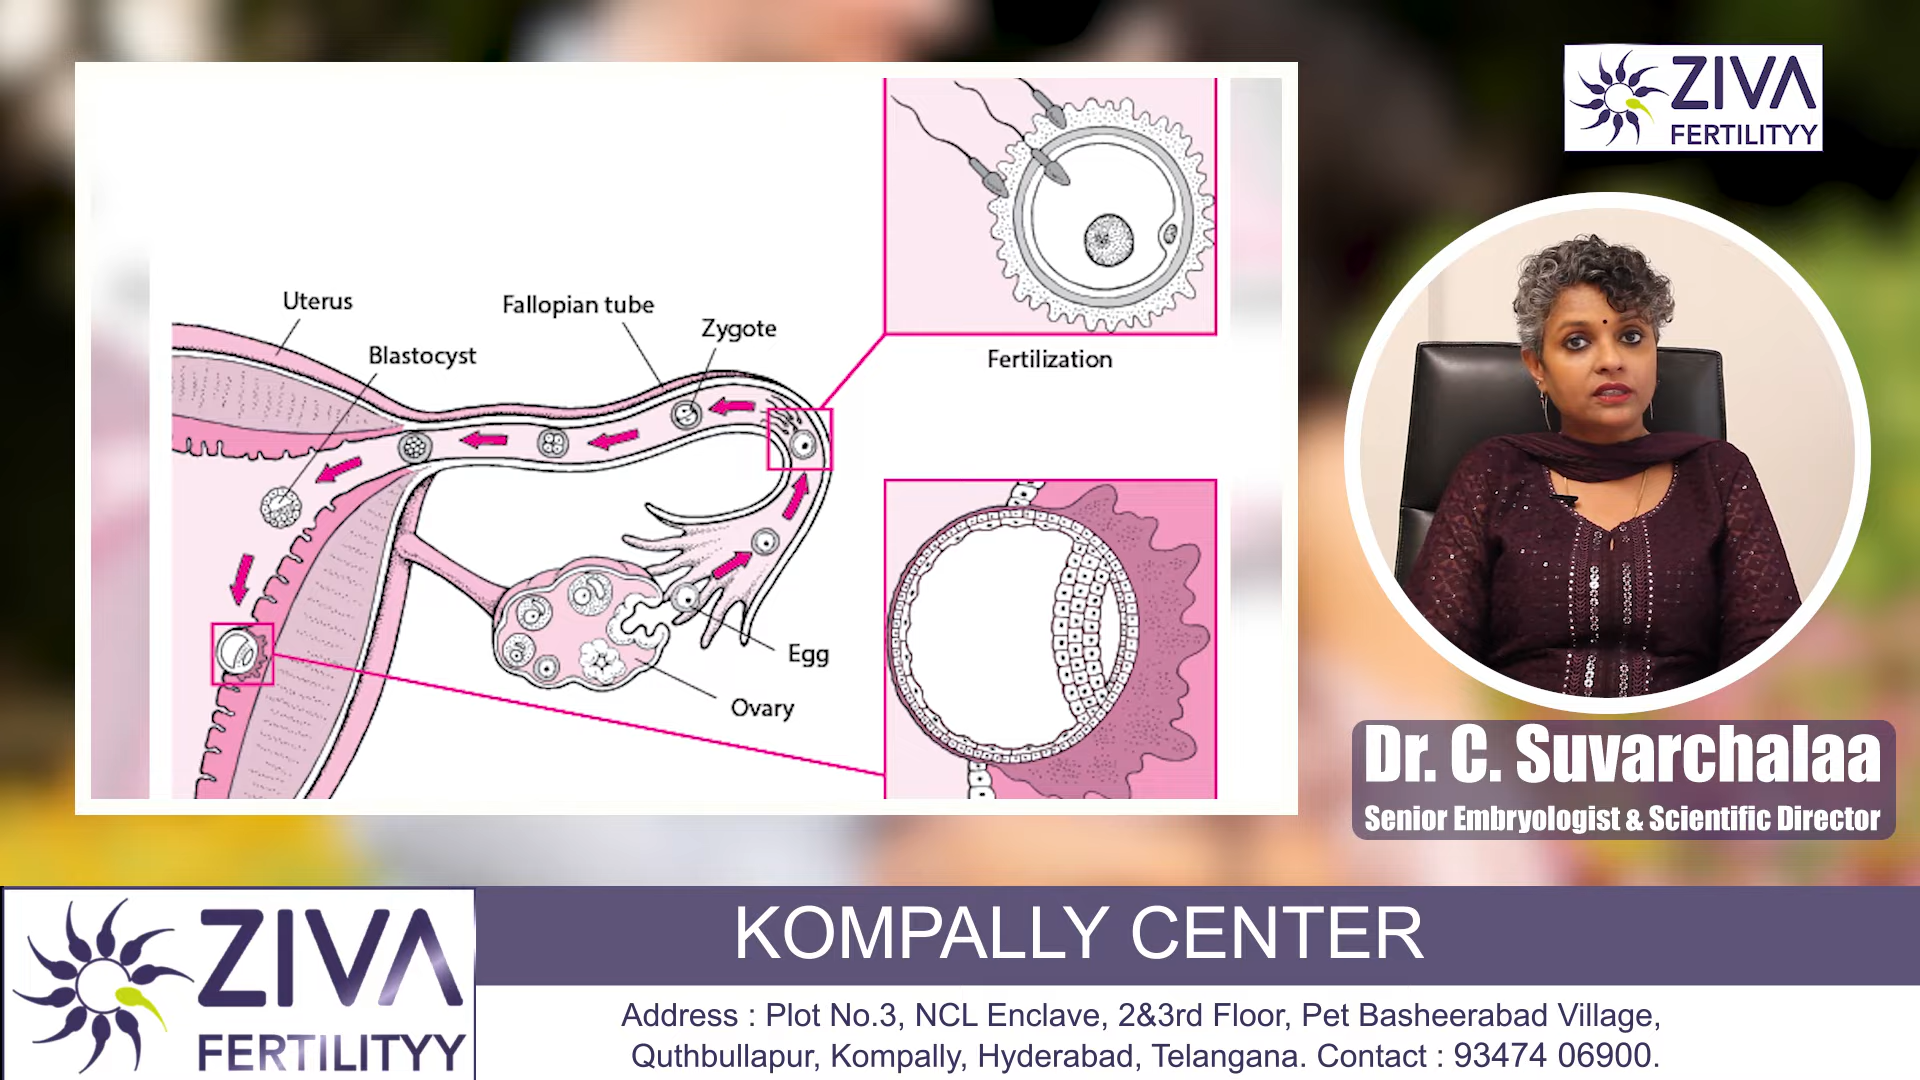 Uterus
Fallopian tube
Zygote
Blastocyst
Fertilization
Egg
Ovary
ZIVA
FERTILITYY
Dr. C. Suvarchalaa
Senior Embryologist & Scientific Director
ZIVA
FERTILITYY
KOMPALLY CENTER
Address : Plot No.3, NCL Enclave, 2&3rd Floor, Pet Basheerabad Village,
Quthbullapur, Kompally, Hyderabad, Telangana. Contact : 93474 06900.